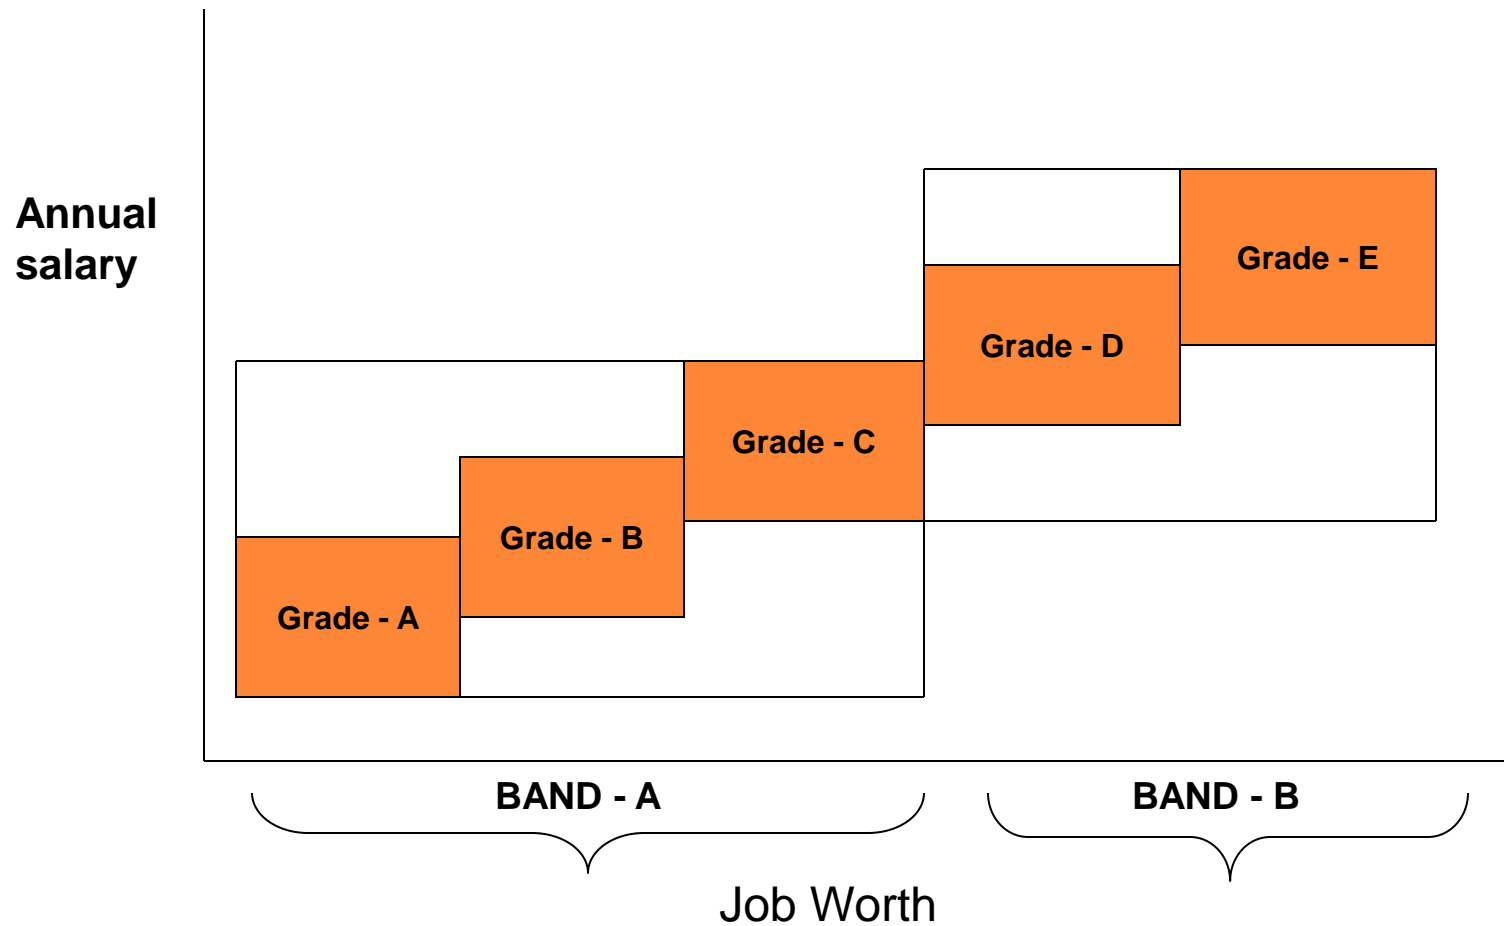 Annual
salary
Grade - E
Grade - D
Grade - C
Grade - B
Grade - A
BAND - A
BAND - B
Job Worth